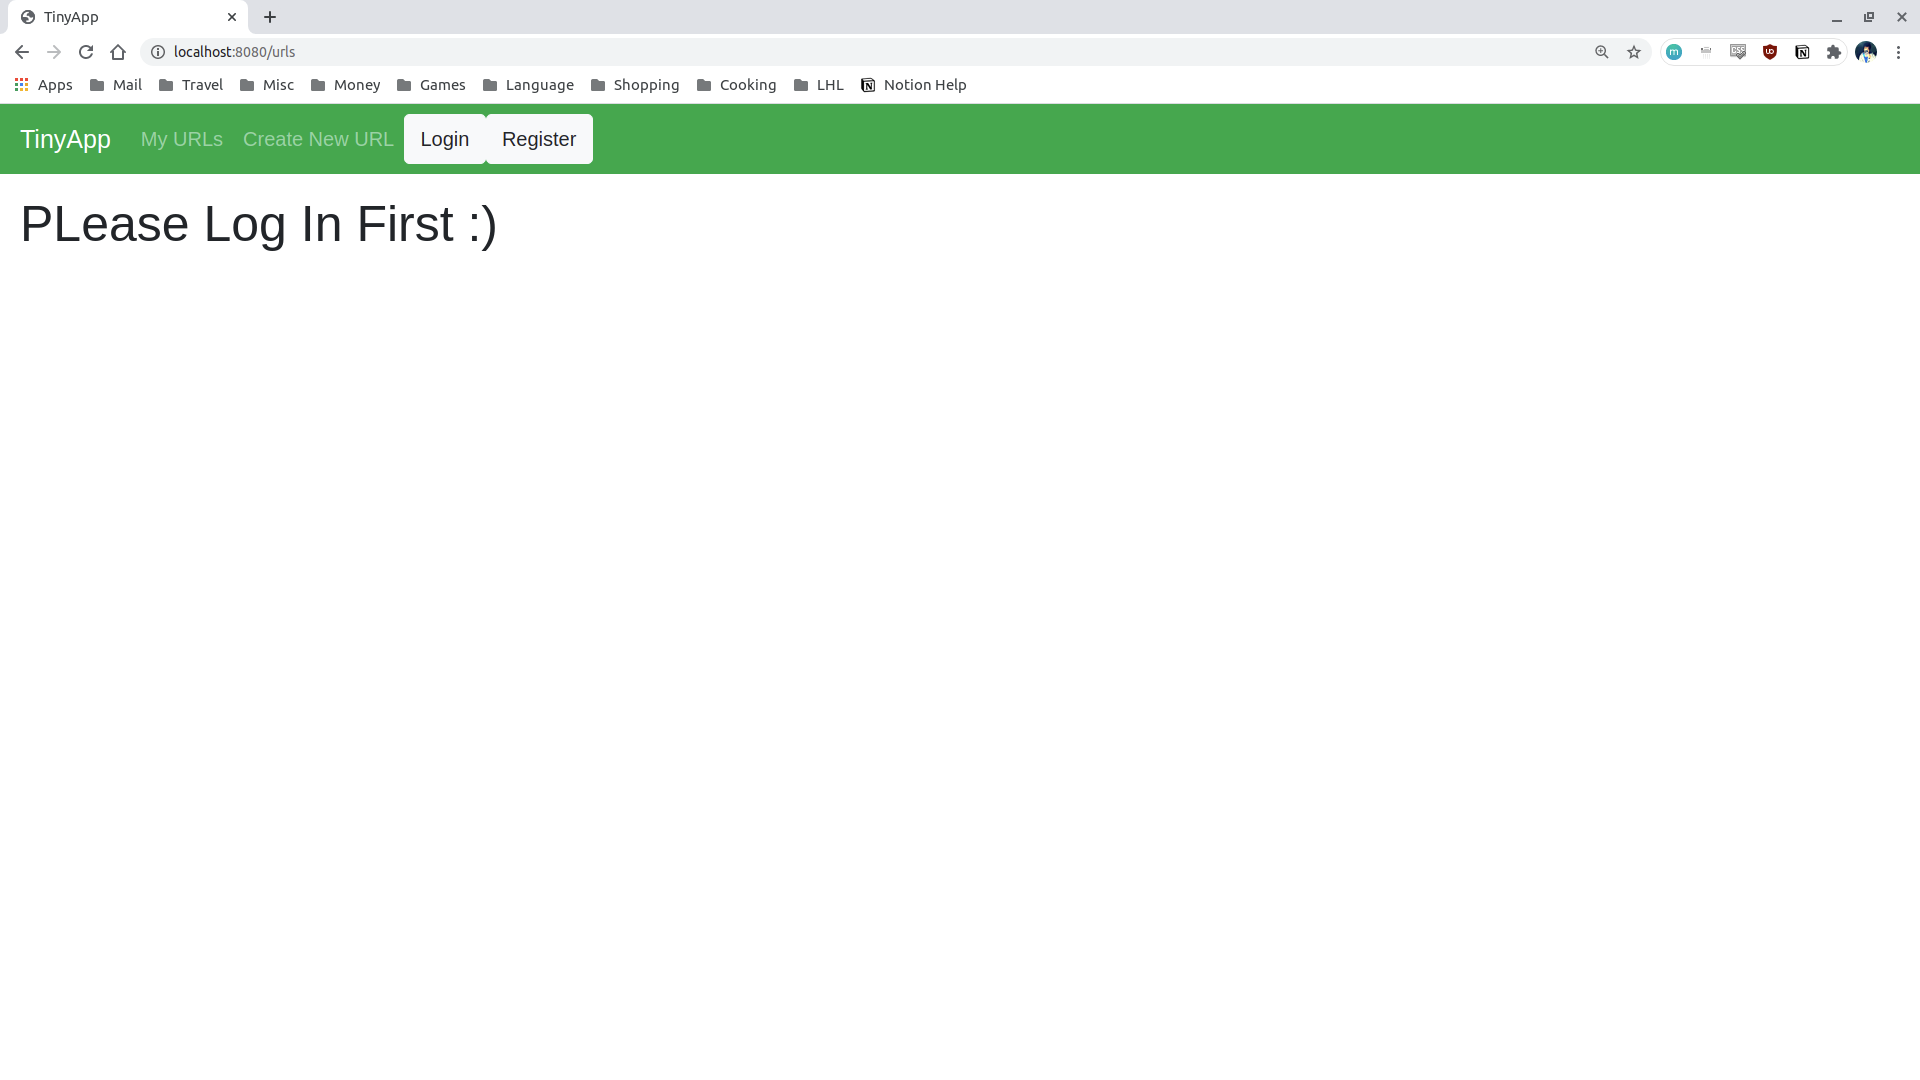 TinyApp
localhost:8080/urls
Apps Mail Travel Misc Money Games Language Shopping Cooking LHL Notion Help
TinyApp My URLs Create New URL Login Register
PLease Log In First :)